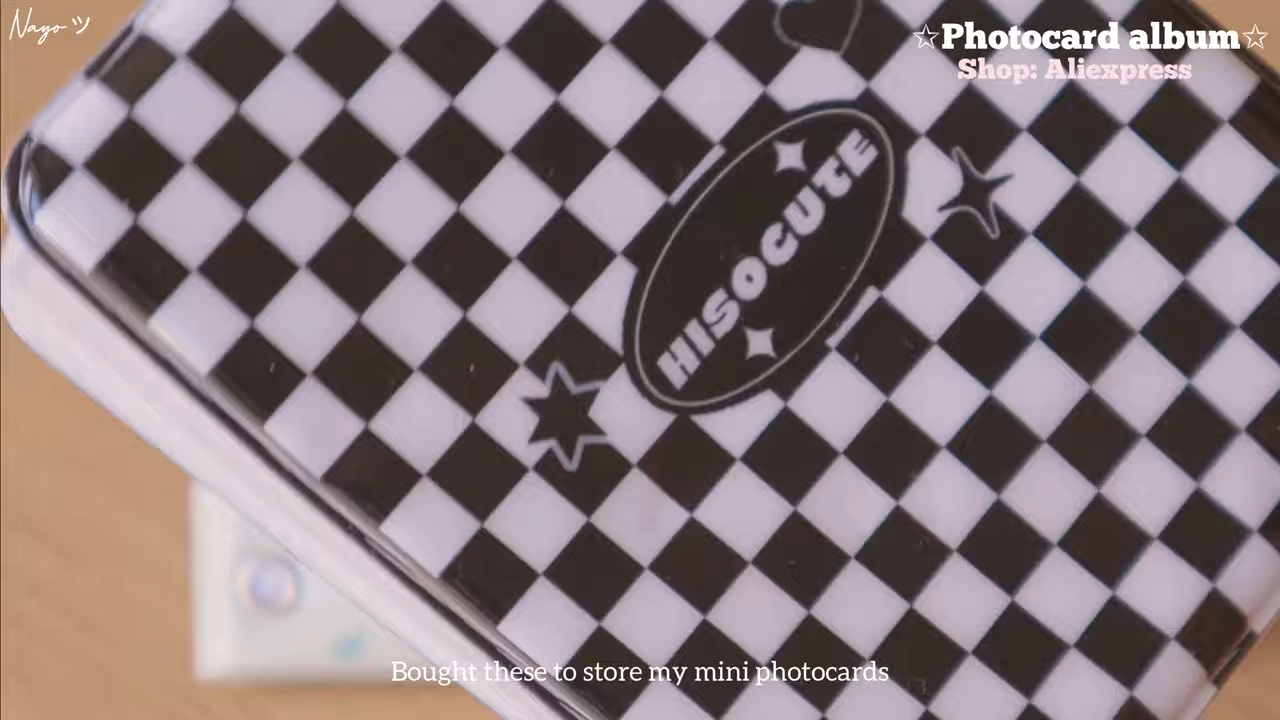 Nayo ツ
☆Photocard album☆
Shop: Aliexpress
HISOCUTE
Bought these to store my mini photocards